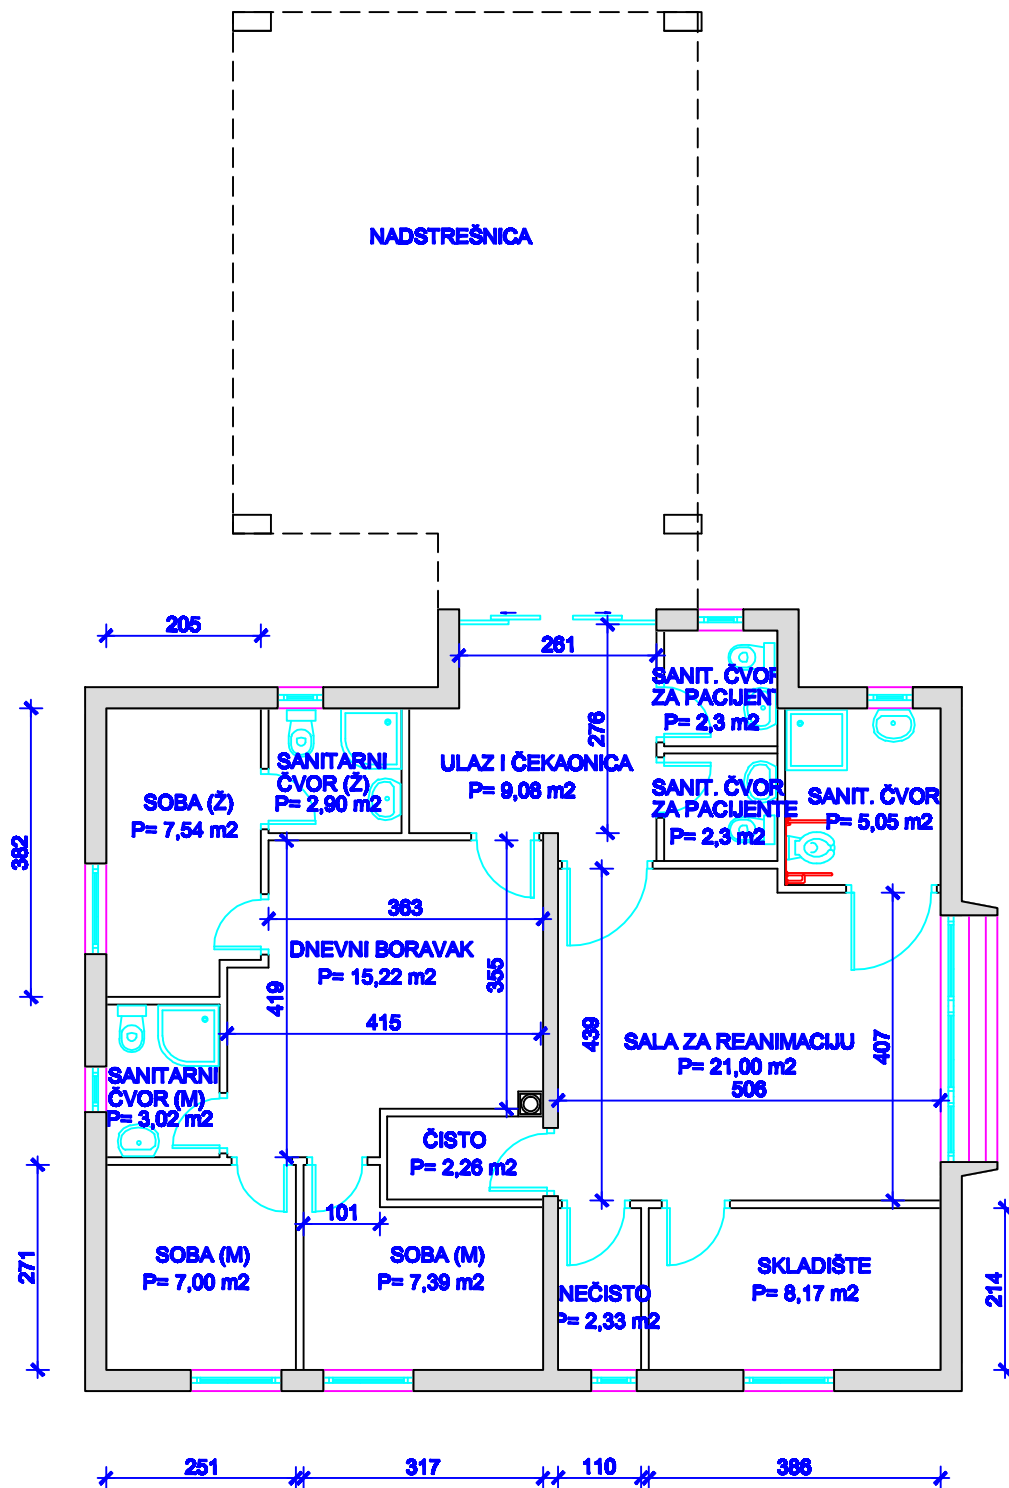 NADSTREŠNICA
205
261
276
SANIT. ČVOR
ZA PACIJENT
P= 2,3 m2
ULAZ I ČEKAONICA
P= 9,08 m2
SANITARNI
ČVOR (Ž)
P= 2,90 m2
SOBA (Ž)
P= 7,54 m2
SANIT. ČVOR
ZA PACIJENTE
P= 2,3 m2
SANIT. ČVOR
P= 5,05 m2
382
363
DNEVNI BORAVAK
P= 15,22 m2
355
419
415
439
407
SALA ZA REANIMACIJU
P= 21,00 m2
506
SANITARNI
ČVOR (M)
P= 3,02 m2
ČISTO
P= 2,26 m2
101
271
SOBA (M)
P= 7,00 m2
SOBA (M)
P= 7,39 m2
NEČISTO
P= 2,33 m2
SKLADIŠTE
P= 8,17 m2
214
251
317
110
386